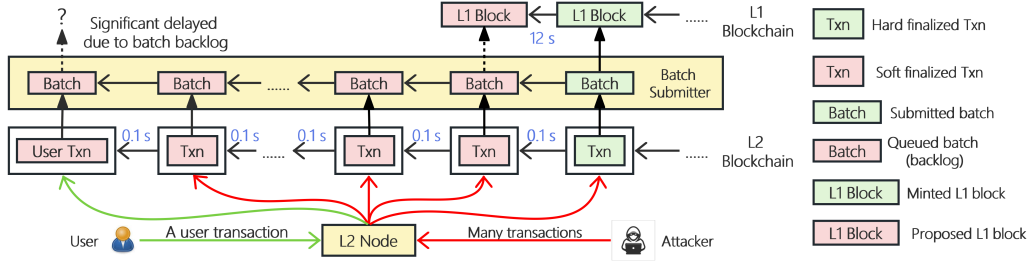 ?
Significant delayed
due to batch backlog
L1 Block
L1 Block
......
L1
Blockchain
12 s
Batch
Batch
......
Batch
Batch
Batch
Batch
Submitter
0.1 s
0.1 s
0.1 s
0.1 s
0.1 s
User Txn
Txn
......
Txn
Txn
Txn
......
L2
Blockchain
User
A user transaction
L2 Node
Many transactions
Attacker
Txn
Hard finalized Txn
Txn
Soft finalized Txn
Batch
Submitted batch
Batch
Queued batch
(backlog)
L1 Block
Minted L1 block
L1 Block
Proposed L1 block